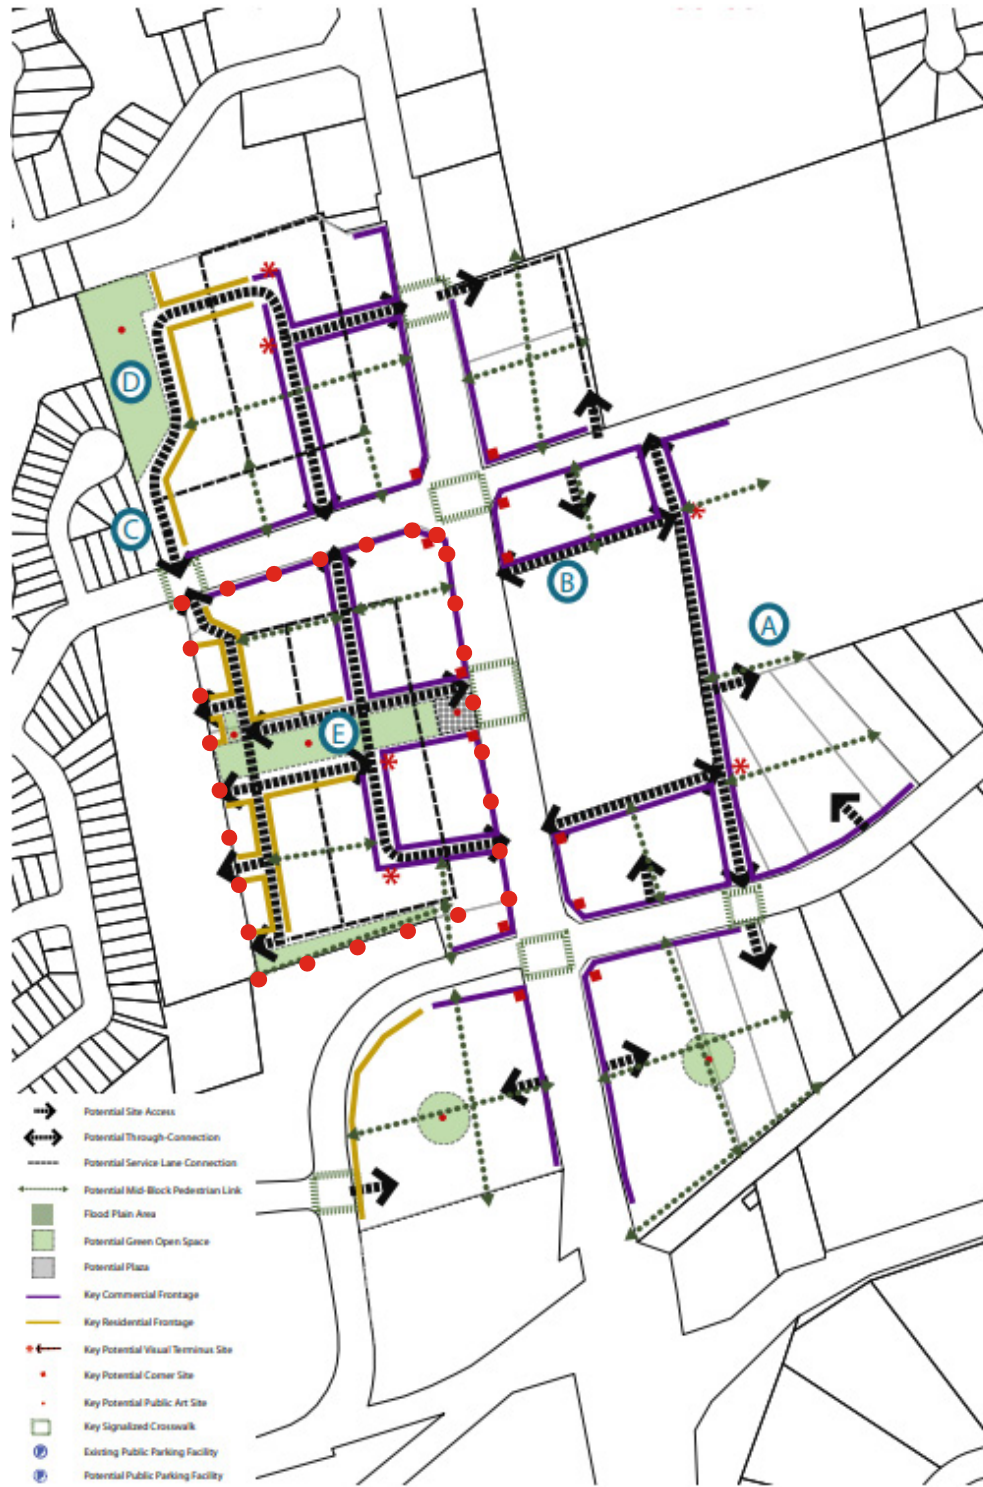 D
C
B
A
E
Potential Site Access
Potential Through-Connection
Potential Service Lane Connection
Potential Mid-Block Pedestrian Link
Flood Plain Area
Potential Green Open Space
Potential Plaza
Key Commercial Frontage
Key Residential Frontage
Key Potential Visual Terminus Site
Key Potential Corner Site
Key Potential Public Art Site
Key Signalized Crosswalk
P Existing Public Parking Facility
P Potential Public Parking Facility